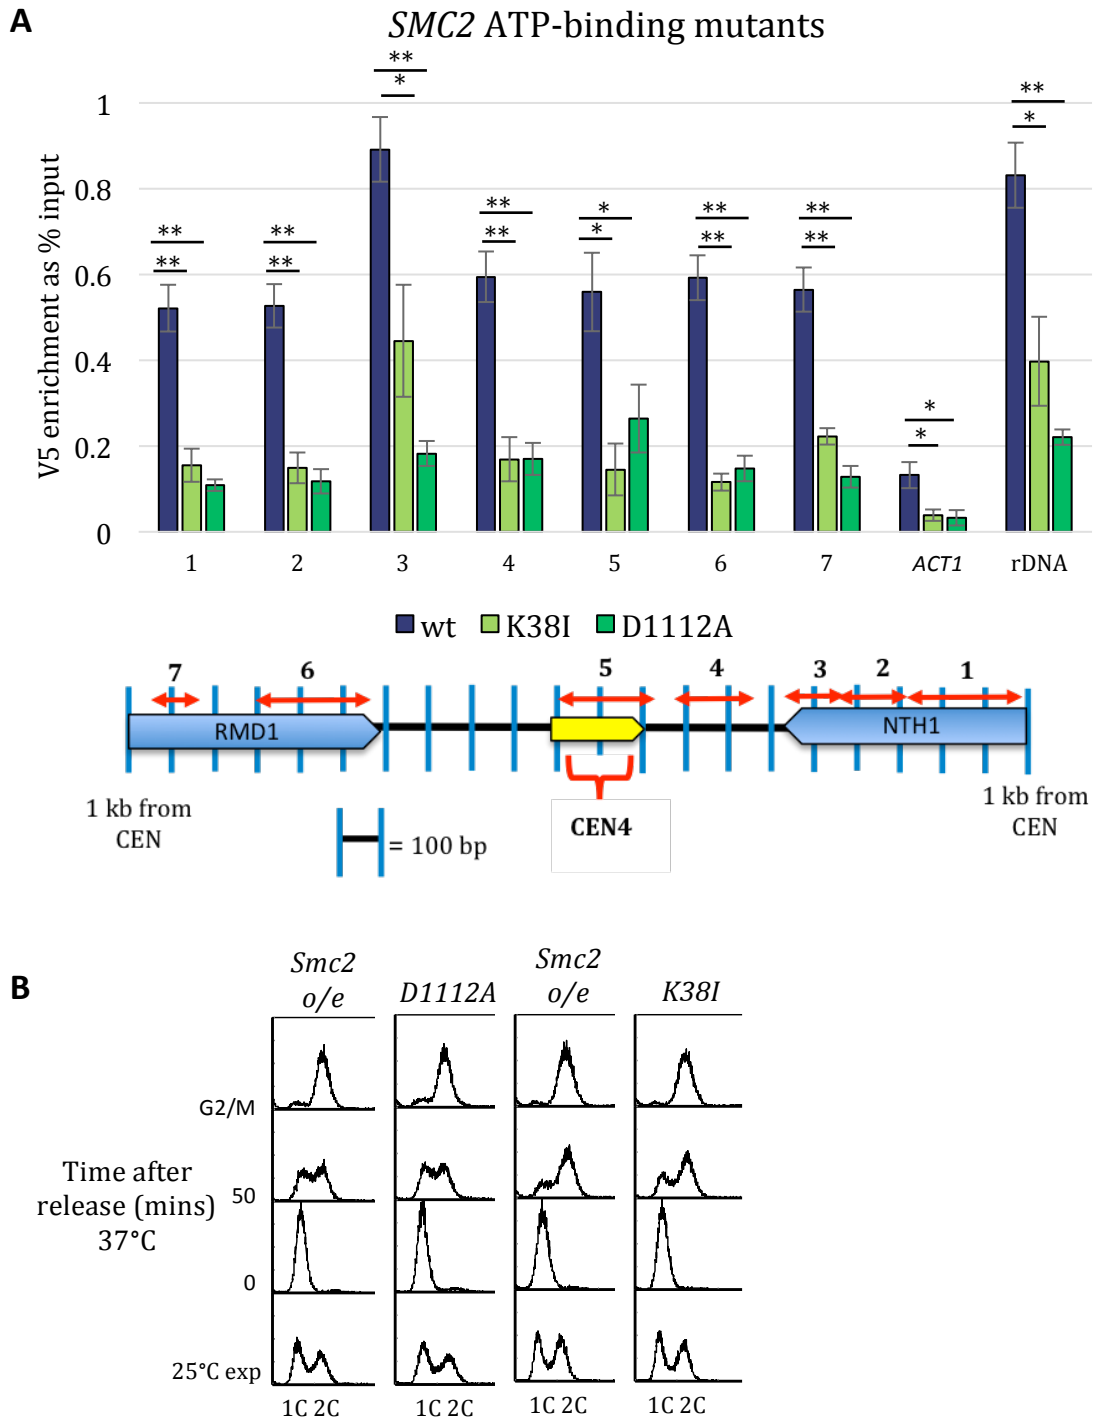 A
SMC2 ATP-binding mutants
V5 enrichment as % input
1
0.8
0.6
0.4
0.2
0
** **
** **
** *
** **
* *
** **
** **
* *
** *
1 2 3 4 5 6 7 ACT1 rDNA
wt K38I D1112A
7 6 5 4 3 2 1
RMD1 NTH1
1 kb from
CEN
= 100 bp
CEN4
1 kb from
CEN
B
Smc2
o/e
D1112A
Smc2
o/e
K38I
G2/M
Time after
release (mins)
37°C
50
0
25°C exp
1C 2C 1C 2C 1C 2C 1C 2C